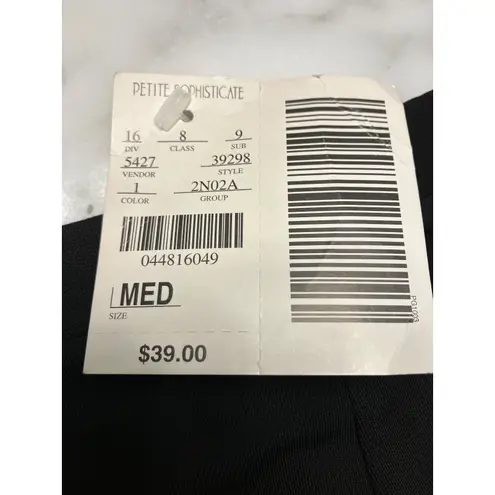 PETITE SOPHISTICATE
16 8 9
DIV CLASS SUB
5427 39298
VENDOR STYLE
1 2N02A
COLOR GROUP
044816049
MED
SIZE
$39.00